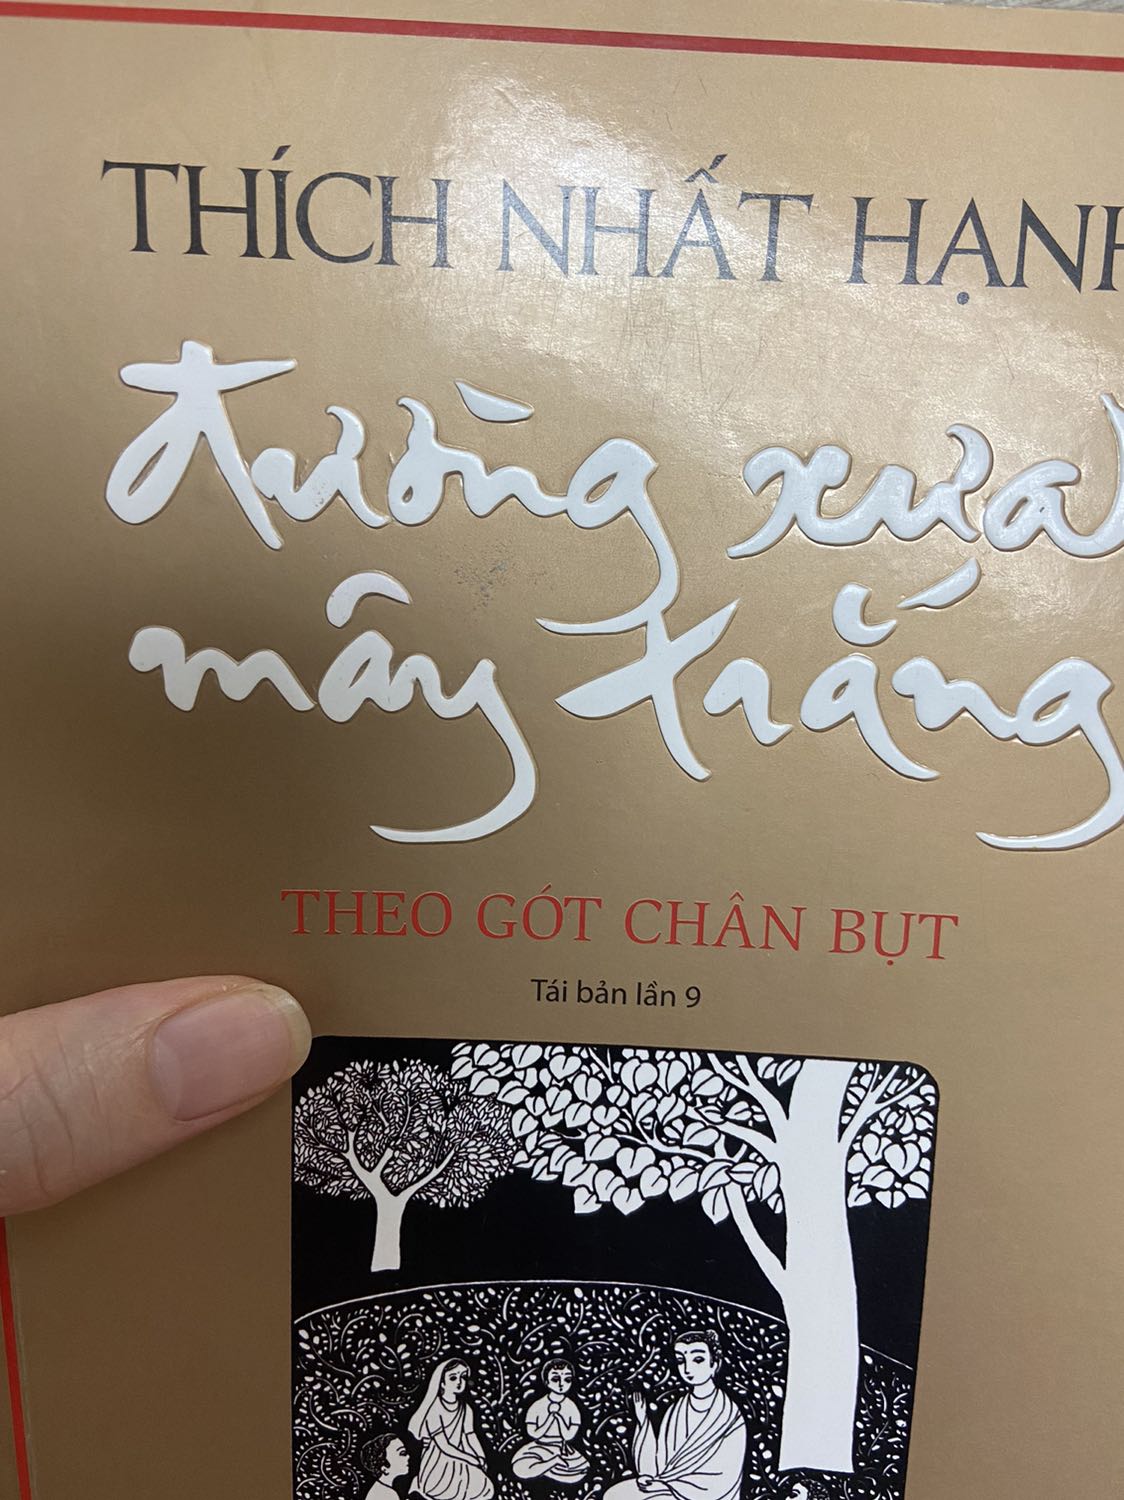 THÍCH NHẤT HẠNH
đường xưa
mây trắng
THEO GÓT CHÂN BỤT
Tái bản lần 9